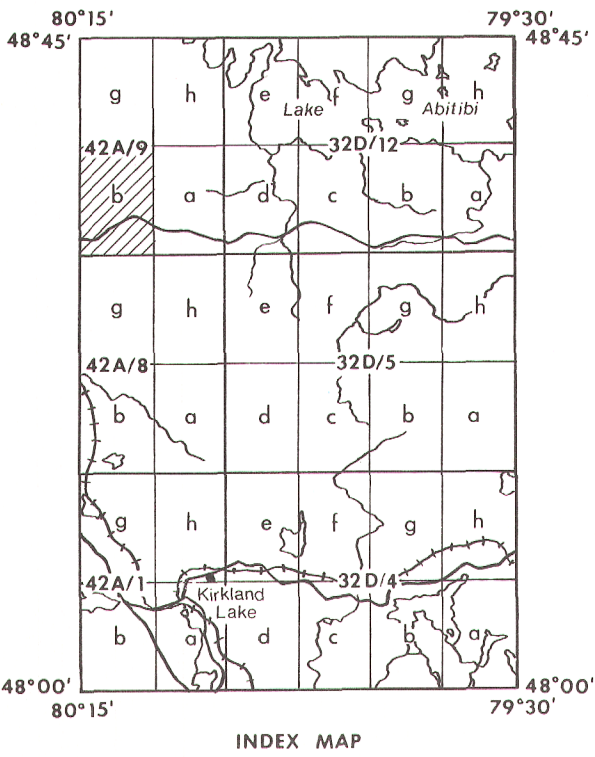 80°15' 79°30'
48°45' 48°45'
g h e f g h
Lake Abitibi
42A/9 32D/12
b a d c b a
g h e f g h
42A/8 32D/5
b a d c b a
g h e f g h
42A/1 32D/4
Kirkland
Lake
b a d c b a
48°00' 48°00'
80°15' 79°30'
INDEX MAP